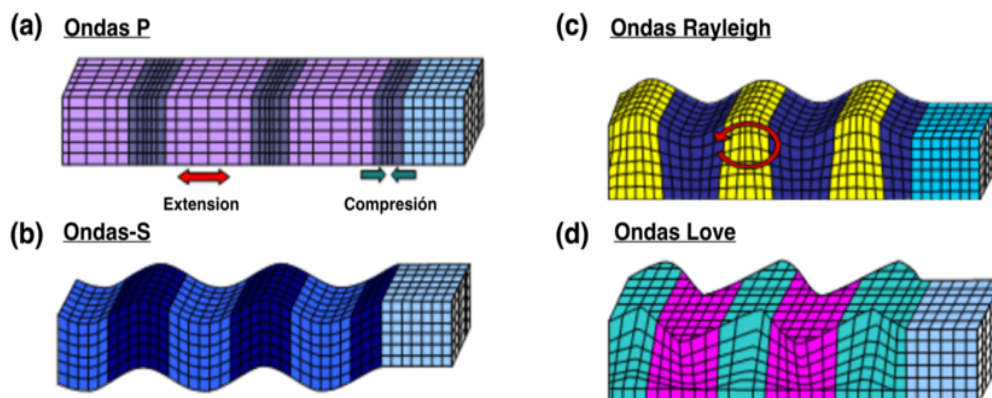 (a) Ondas P
Extension Compresión
(b) Ondas-S
(c) Ondas Rayleigh
(d) Ondas Love